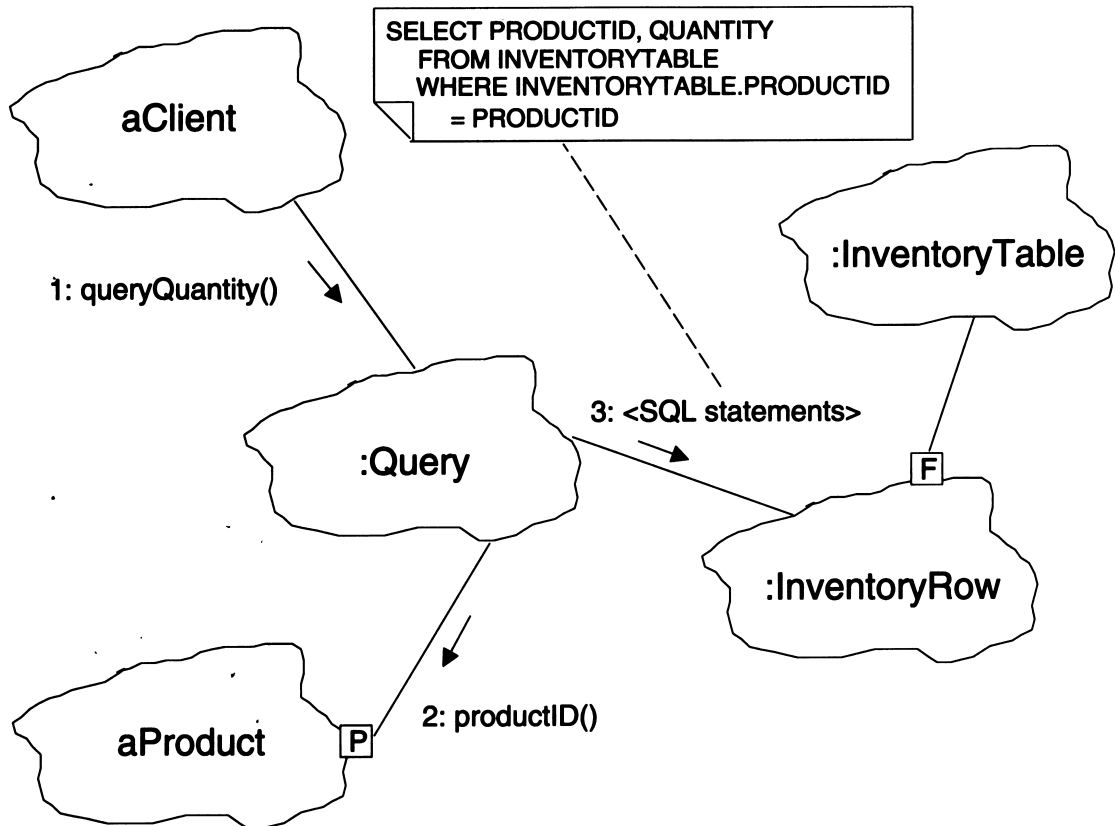 SELECT PRODUCTID, QUANTITY
FROM INVENTORYTABLE
WHERE INVENTORYTABLE.PRODUCTID
= PRODUCTID
aClient
:InventoryTable
1: queryQuantity()
3: <SQL statements>
:Query
F
:InventoryRow
2: productID()
aProduct
P